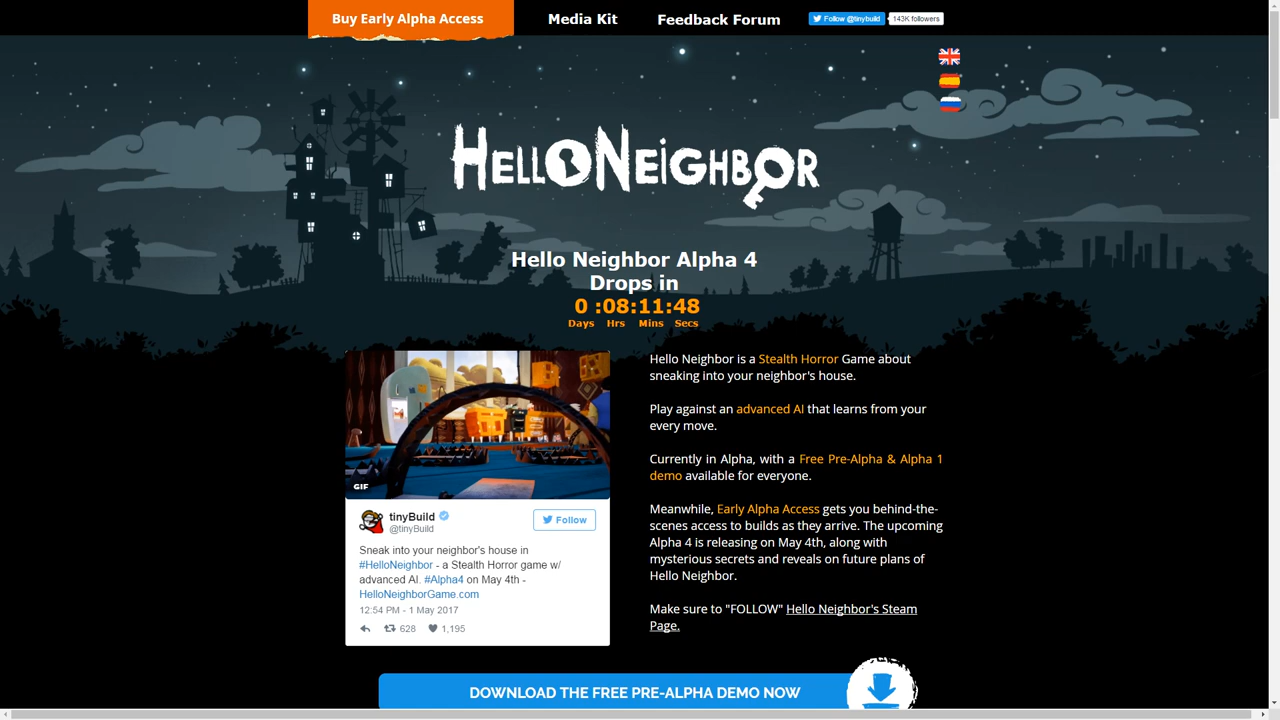 Buy Early Alpha Access
Media Kit
Feedback Forum
Follow @tinybuild
143K followers
HELLO NEIGHBOR
Hello Neighbor Alpha 4
Drops in
0 :08:11:48
Days Hrs Mins Secs
GIF
tinyBuild
@tinyBuild
Follow
Sneak into your neighbor's house in
#HelloNeighbor - a Stealth Horror game w/
advanced AI. #Alpha4 on May 4th -
HelloNeighborGame.com
12:54 PM - 1 May 2017
628 1,195
Hello Neighbor is a Stealth Horror Game about
sneaking into your neighbor's house.
Play against an advanced AI that learns from your
every move.
Currently in Alpha, with a Free Pre-Alpha & Alpha 1
demo available for everyone.
Meanwhile, Early Alpha Access gets you behind-the-
scenes access to builds as they arrive. The upcoming
Alpha 4 is releasing on May 4th, along with
mysterious secrets and reveals on future plans of
Hello Neighbor.
Make sure to "FOLLOW" Hello Neighbor's Steam
Page.
DOWNLOAD THE FREE PRE-ALPHA DEMO NOW